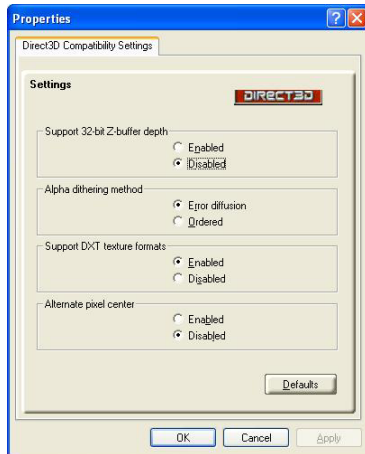 Properties
Direct3D Compatibility Settings
Settings
DIRECT3D
Support 32-bit Z-buffer depth
Enabled
Disabled
Alpha dithering method
Error diffusion
Ordered
Support DXT texture formats
Enabled
Disabled
Alternate pixel center
Enabled
Disabled
Defaults
OK Cancel Apply